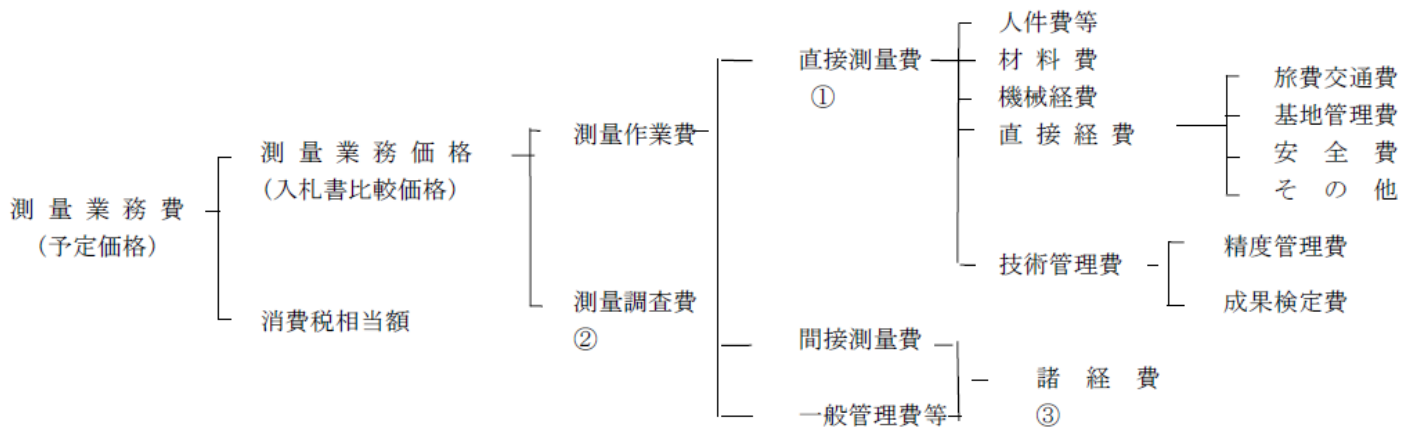 測量業務費
(予定価格)
測量業務価格
(入札書比較価格)
消費税相当額
測量作業費
測量調査費
②
直接測量費
①
間接測量費
一般管理費等
人件費等
材料費
機械経費
直接経費
技術管理費
諸経費
③
旅費交通費
基地管理費
安全費
その他
精度管理費
成果検定費